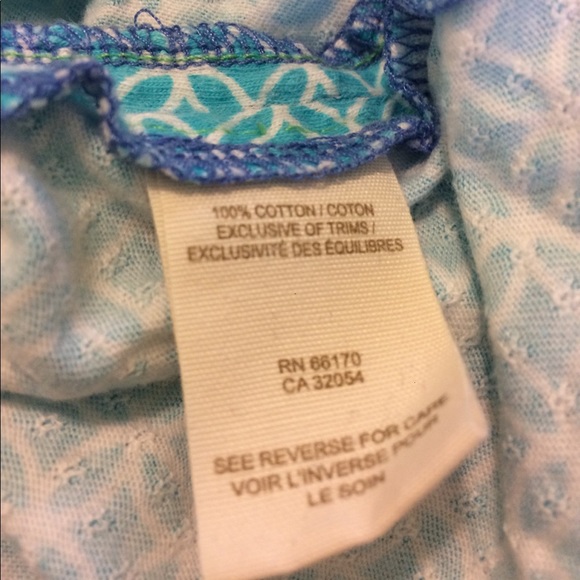 100% COTTON / COTON
EXCLUSIVE OF TRIMS /
EXCLUSIVITÉ DES ÉQUILIBRES
RN 66170
CA 32054
SEE REVERSE FOR CARE
VOIR L'INVERSE POUR
LE SOIN